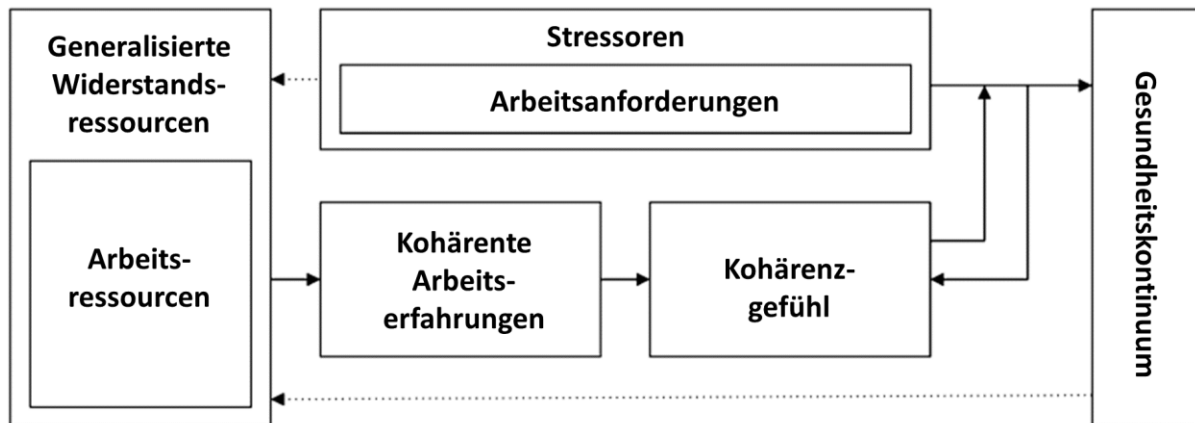 Generalisierte
Widerstands-
ressourcen
Arbeits-
ressourcen
Stressoren
Arbeitsanforderungen
Kohärente
Arbeits-
erfahrungen
Kohärenz-
gefühl
Gesundheitskontinuum